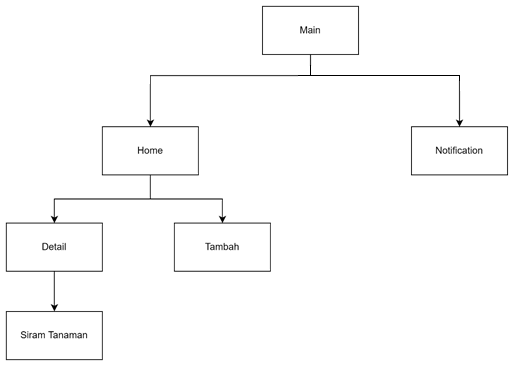 Main
Home
Notification
Detail
Tambah
Siram Tanaman